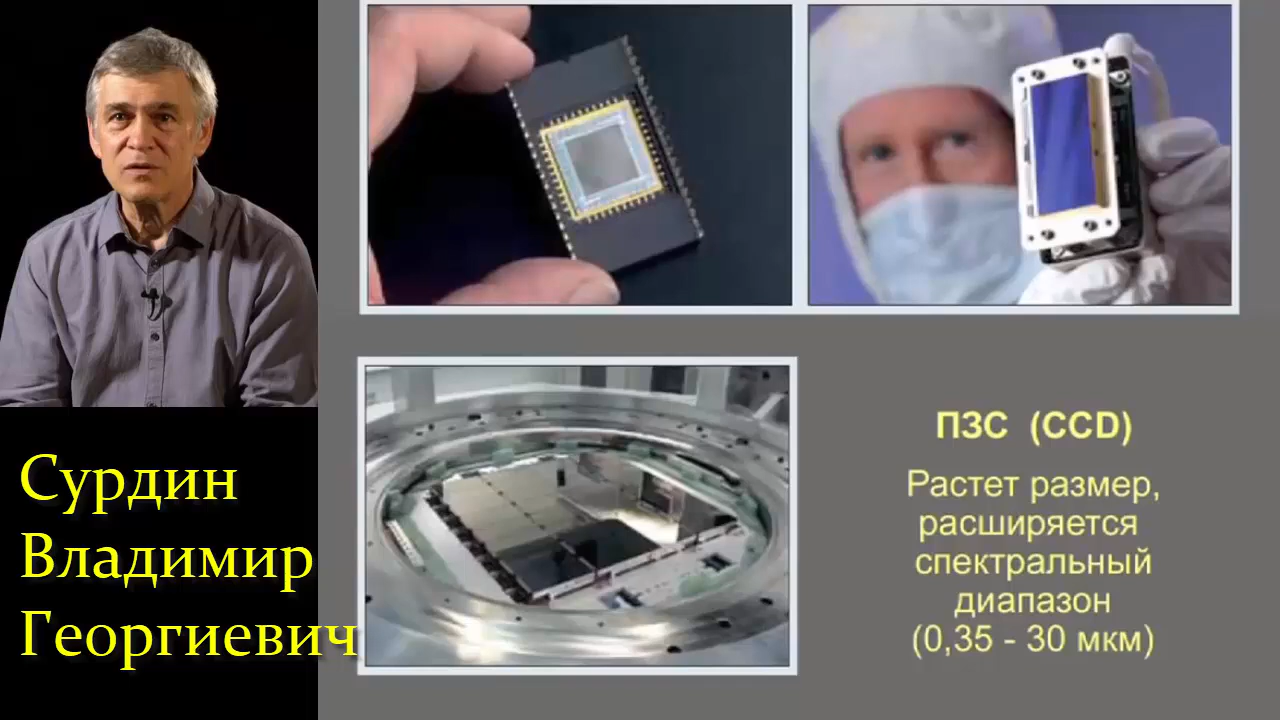 Сурдин
Владимир
Георгиевич
ПЗС (CCD)
Растет размер,
расширяется
спектральный
диапазон
(0,35 - 30 мкм)